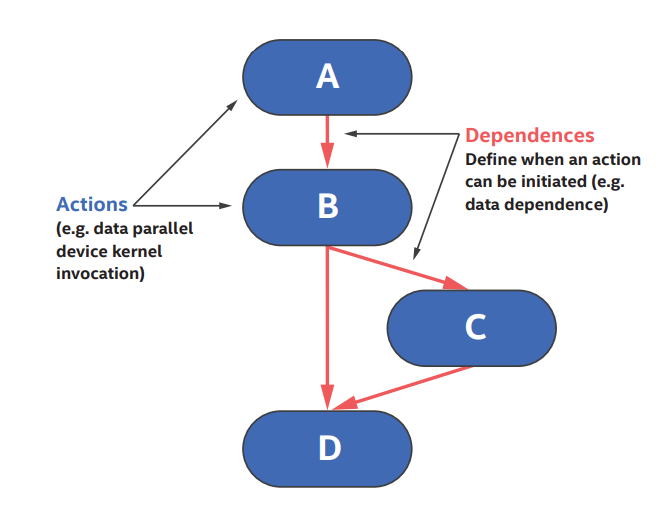 A
Dependences
Define when an action
can be initiated (e.g.
data dependence)
Actions
(e.g. data parallel
device kernel
invocation)
B
C
D